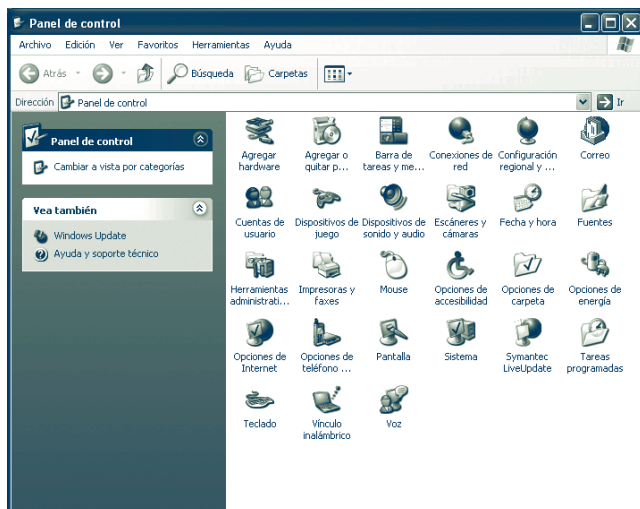 Panel de control
Archivo Edición Ver Favoritos Herramientas Ayuda
Atrás Búsqueda Carpetas
Dirección Panel de control Ir
Panel de control
Cambiar a vista por categorías
Vea también
Windows Update
Ayuda y soporte técnico
Agregar hardware
Agregar o quitar p...
Barra de tareas y me...
Conexiones de red
Configuración regional y ...
Correo
Cuentas de usuario
Dispositivos de juego
Dispositivos de sonido y audio
Escáneres y cámaras
Fecha y hora
Fuentes
Herramientas administrati...
Impresoras y faxes
Mouse
Opciones de accesibilidad
Opciones de carpeta
Opciones de energía
Opciones de Internet
Opciones de teléfono ...
Pantalla
Sistema
Symantec LiveUpdate
Tareas programadas
Teclado
Vínculo inalámbrico
Voz